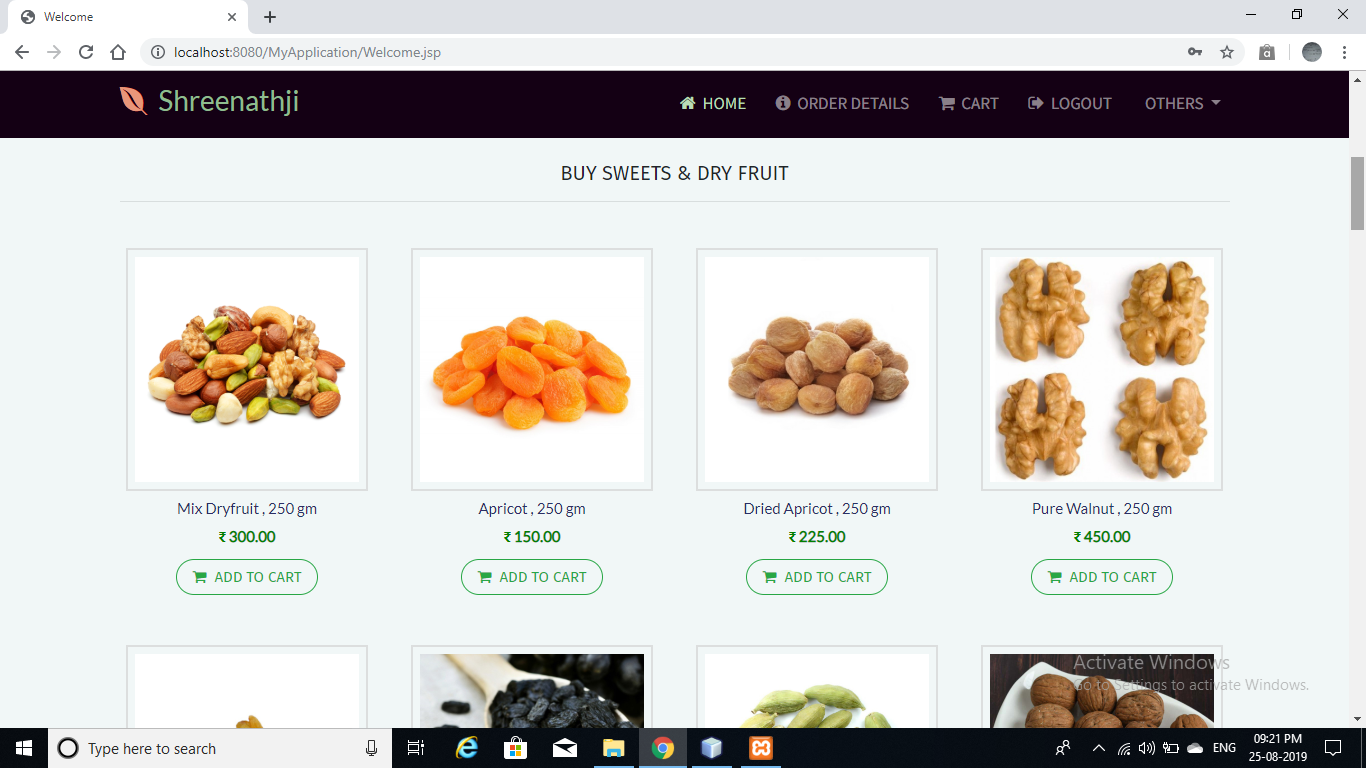 Welcome
localhost:8080/MyApplication/Welcome.jsp
Shreenathji
HOME
ORDER DETAILS
CART
LOGOUT
OTHERS
BUY SWEETS & DRY FRUIT
Mix Dryfruit , 250 gm
Apricot , 250 gm
Dried Apricot , 250 gm
Pure Walnut , 250 gm
₹ 300.00
₹ 150.00
₹ 225.00
₹ 450.00
ADD TO CART
ADD TO CART
ADD TO CART
ADD TO CART
Activate Windows
Go to Settings to activate Windows.
Type here to search
ENG
09:21 PM
25-08-2019